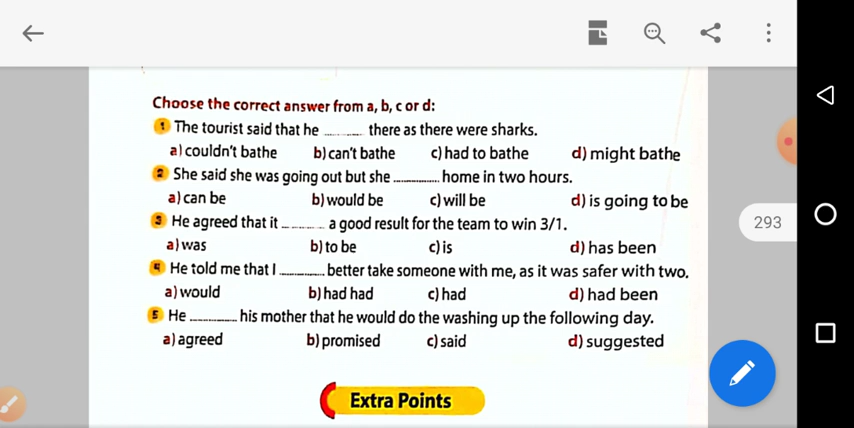 Choose the correct answer from a, b, c or d:
1 The tourist said that he ........... there as there were sharks.
a) couldn't bathe b) can't bathe c) had to bathe d) might bathe
2 She said she was going out but she ........... home in two hours.
a) can be b) would be c) will be d) is going to be
293
3 He agreed that it ........... a good result for the team to win 3/1.
a) was b) to be c) is d) has been
4 He told me that I ........... better take someone with me, as it was safer with two.
a) would b) had had c) had d) had been
5 He ........... his mother that he would do the washing up the following day.
a) agreed b) promised c) said d) suggested
Extra Points